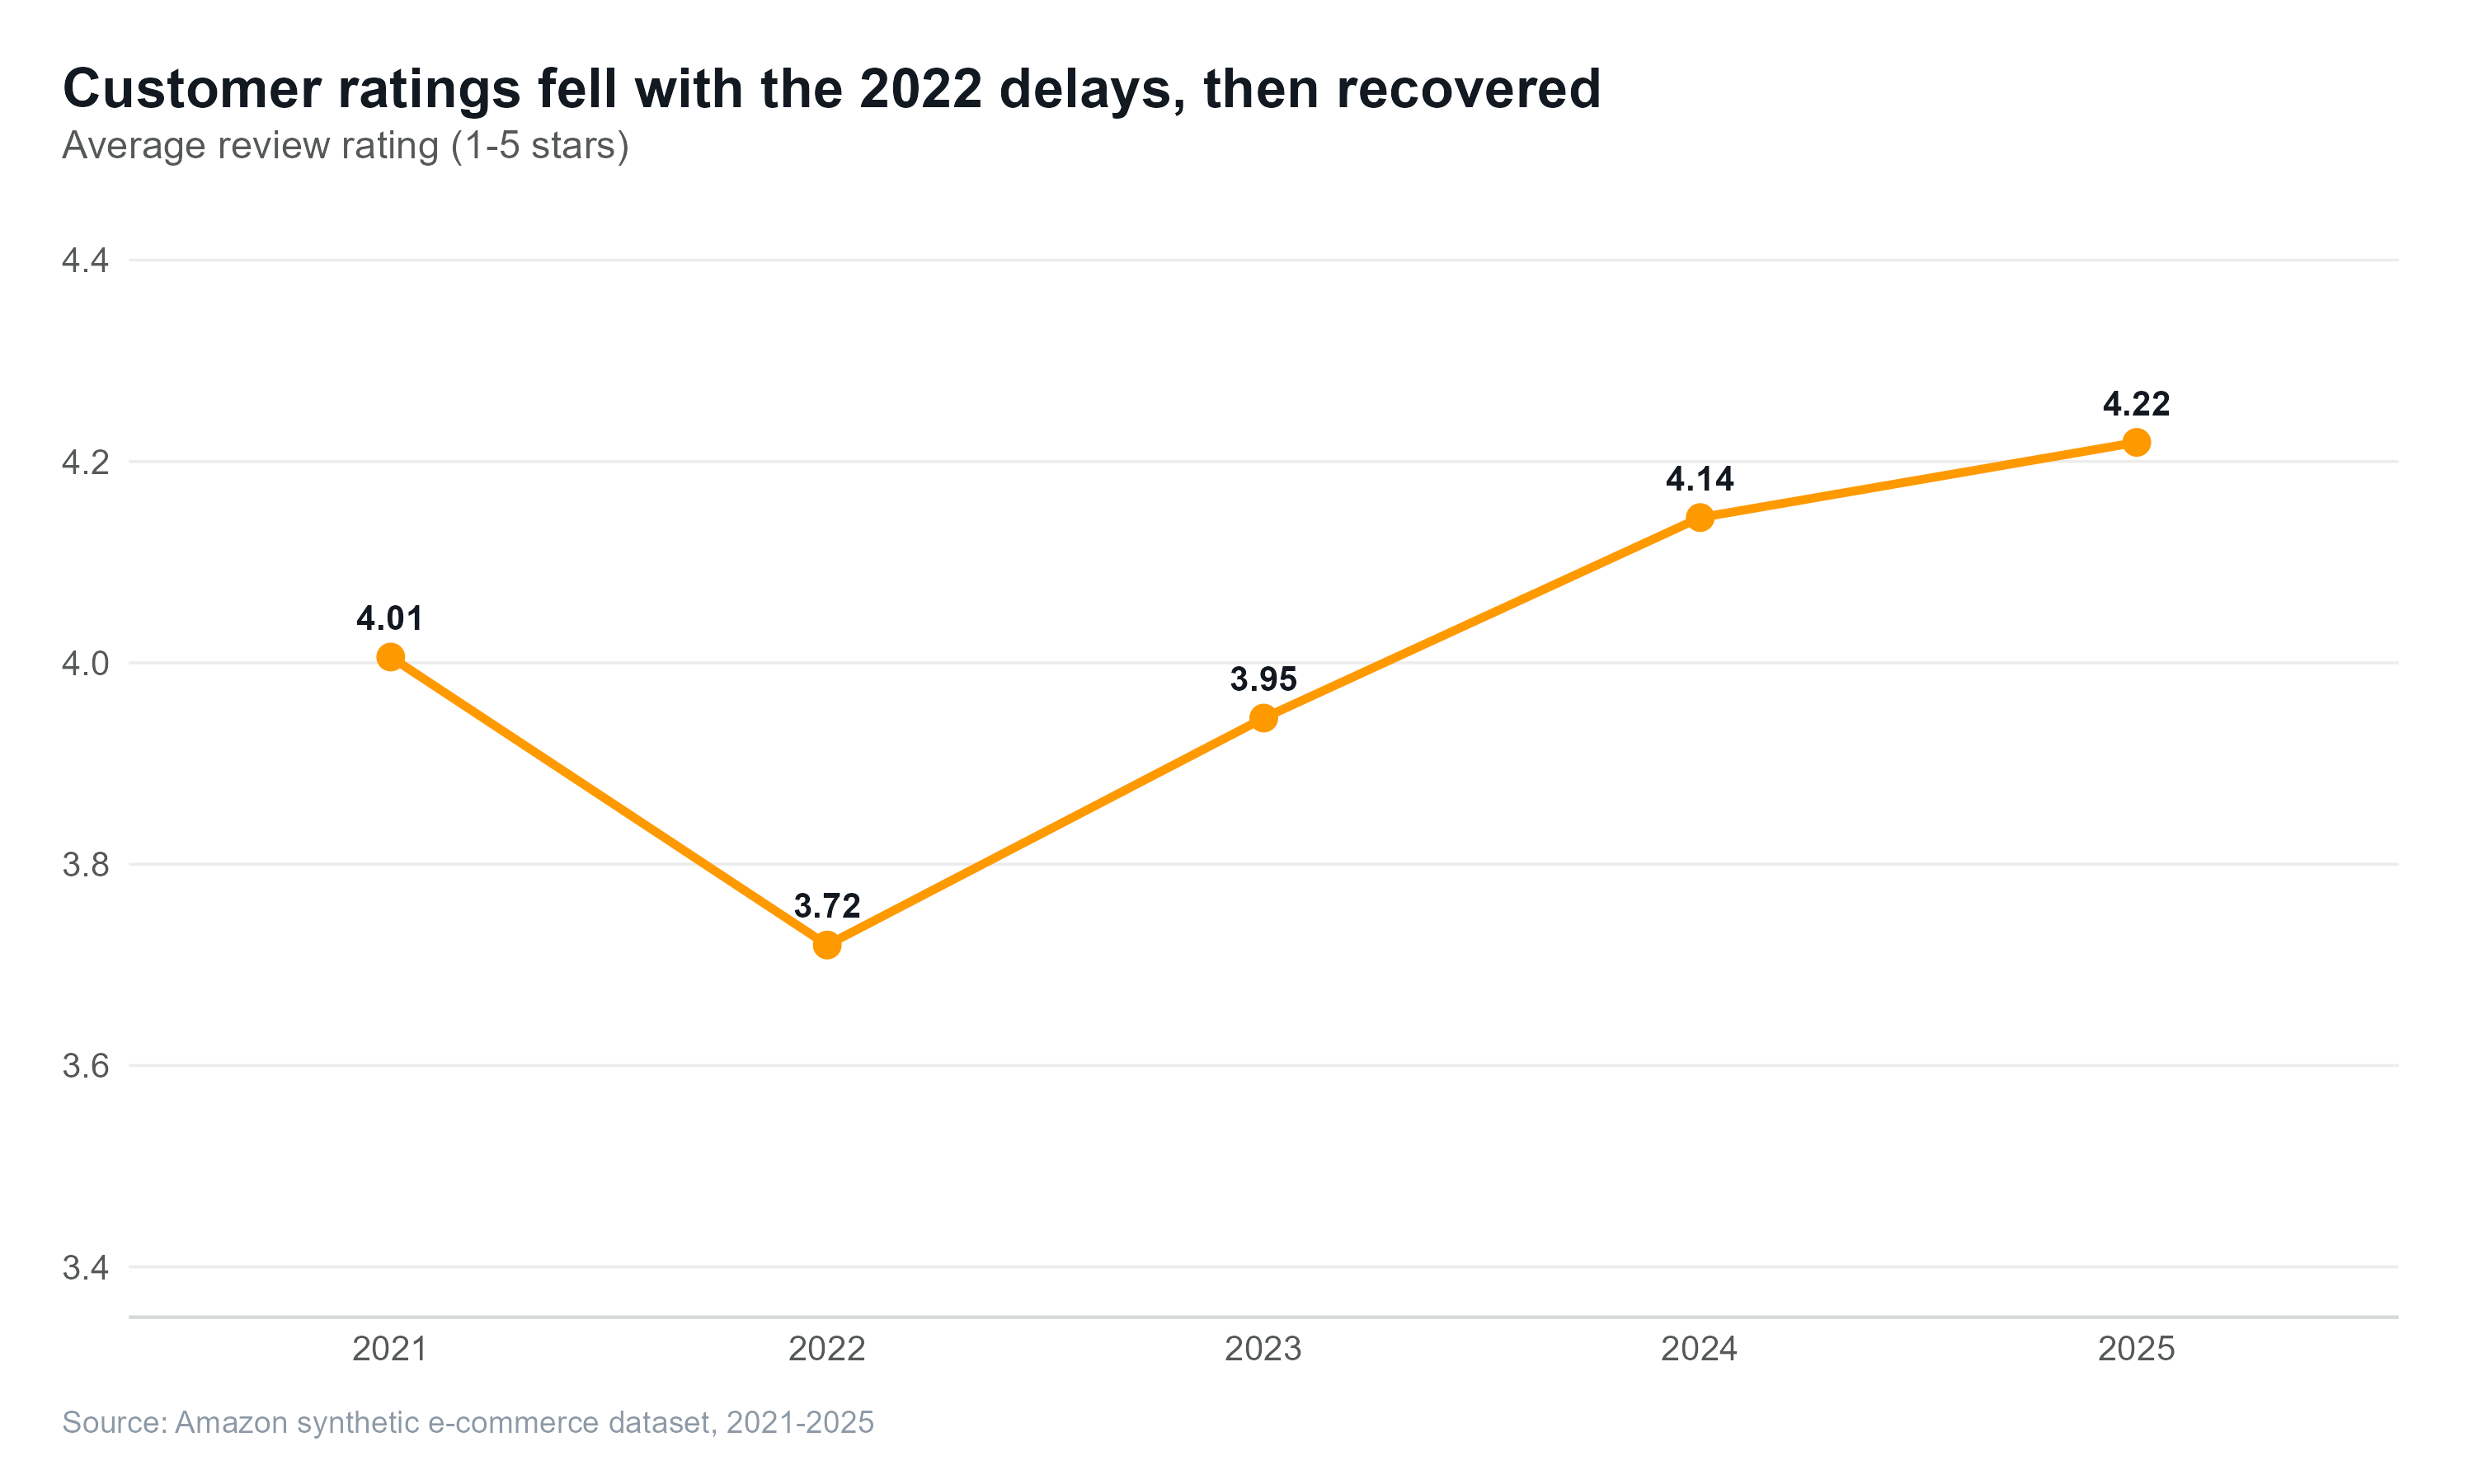 Customer ratings fell with the 2022 delays, then recovered
Average review rating (1-5 stars)
4.4
4.22
4.2
4.14
4.01
4.0
3.95
3.8
3.72
3.6
3.4
2021 2022 2023 2024 2025
Source: Amazon synthetic e-commerce dataset, 2021-2025